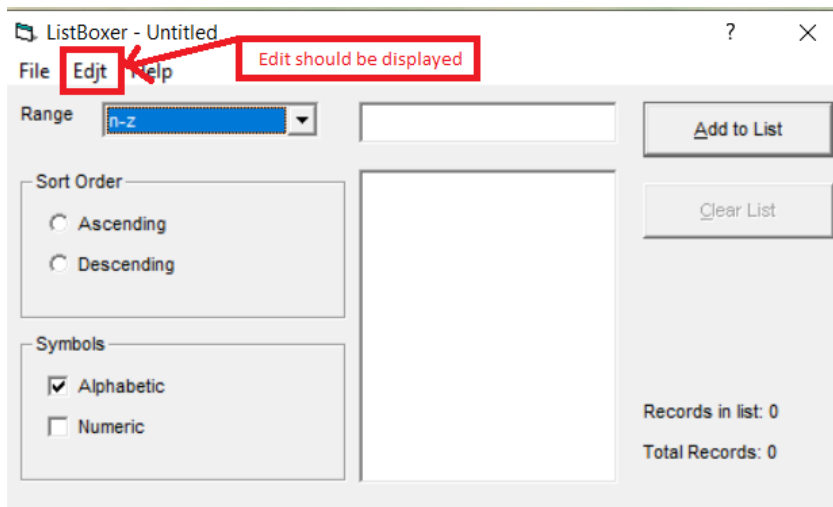 ListBoxer - Untitled ?
Edit should be displayed
File Edjt Help
Range n-z Add to List
Sort Order
Clear List
Ascending
Descending
Symbols
Alphabetic
Numeric
Records in list: 0
Total Records: 0